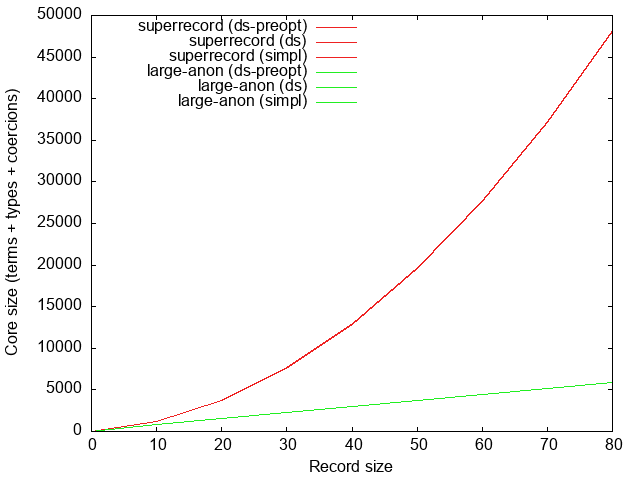 50000
45000
40000
35000
30000
25000
20000
15000
10000
5000
0
Core size (terms + types + coercions)
superrecord (ds-preopt)
superrecord (ds)
superrecord (simpl)
large-anon (ds-preopt)
large-anon (ds)
large-anon (simpl)
0 10 20 30 40 50 60 70 80
Record size